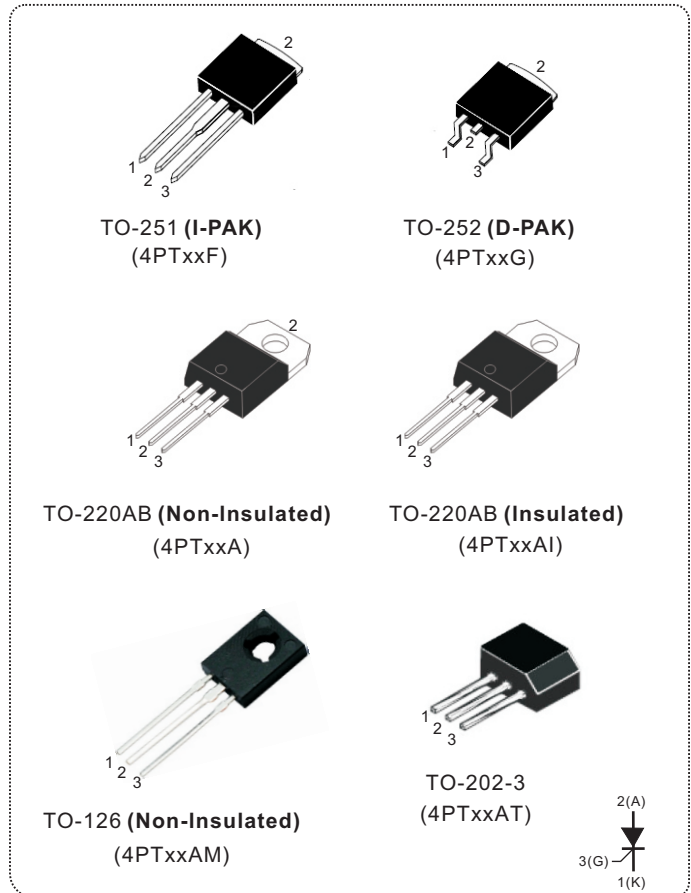 2
1
2
3
TO-251 (I-PAK)
(4PTxxF)
2
1
2
3
TO-252 (D-PAK)
(4PTxxG)
2
1
2
3
TO-220AB (Non-Insulated)
(4PTxxA)
1
2
3
TO-220AB (Insulated)
(4PTxxAI)
1
2
3
TO-126 (Non-Insulated)
(4PTxxAM)
1
2
3
TO-202-3
(4PTxxAT)
2(A)
3(G)
1(K)